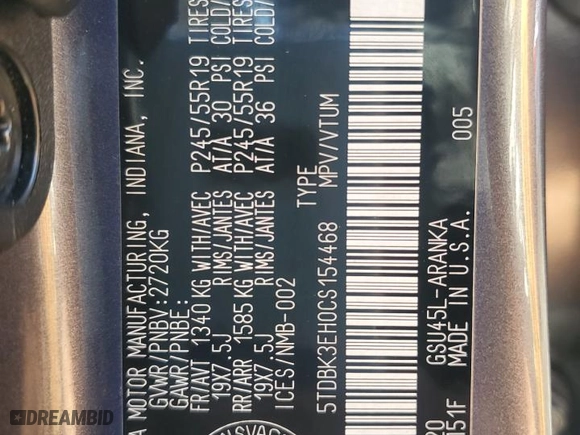 A MOTOR MANUFACTURING, INDIANA, INC.
GVWR/PNBV: 2720KG
GAWR/PNBE:
FR/AVT 1340 KG WITH/AVEC P245/55R19 TIRES
19X7.5J RIMS/JANTES AT/A 30 PSI COLD/
RR/ARR 1585 KG WITH/AVEC P245/55R19 TIRES
19X7.5J RIMS/JANTES AT/A 36 PSI COLD/
ICES/NMB-002
TYPE
5TDBK3EH0CS154468 MPV/VTUM
005
GSU45L-ARANKA
51F MADE IN U.S.A.
DREAMBID